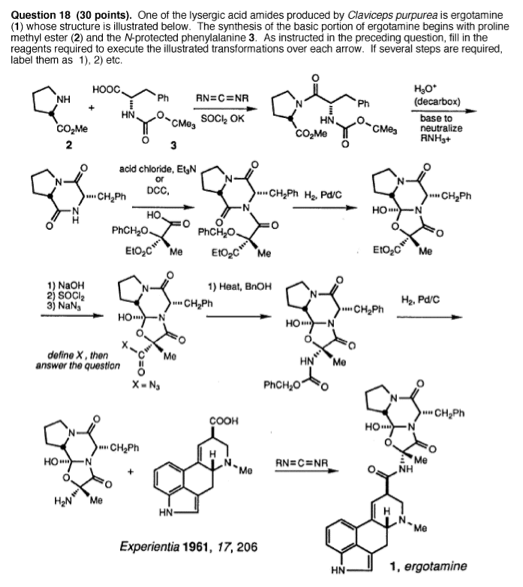 Question 18 (30 points). One of the lysergic acid amides produced by Claviceps purpurea is ergotamine
(1) whose structure is illustrated below. The synthesis of the basic portion of ergotamine begins with proline
methyl ester (2) and the N-protected phenylalanine 3. As instructed in the preceding question, fill in the
reagents required to execute the illustrated transformations over each arrow. If several steps are required,
label them as 1), 2) etc.
NH
CO₂Me
2
+
HOOC
Ph
HN
O
O
CMe₃
3
RN=C=NR
SOCl₂ OK
O
N
Ph
CO₂Me
HN
O
O
CMe₃
H₃O⁺
(decarbox)
base to
neutralize
RNH₃+
O
N
CH₂Ph
N
H
O
acid chloride, Et₃N
or
DCC,
HO
O
PhCH₂O
EtO₂C
Me
O
N
CH₂Ph
N
O
O
PhCH₂O
EtO₂C
Me
H₂, Pd/C
O
N
CH₂Ph
HO
N
O
O
EtO₂C
Me
1) NaOH
2) SOCl₂
3) NaN₃
define X, then
answer the question
O
N
CH₂Ph
HO
N
O
O
X
C
O
Me
X = N₃
1) Heat, BnOH
O
N
CH₂Ph
HO
N
O
O
HN
Me
PhCH₂O
O
H₂, Pd/C
O
N
CH₂Ph
HO
N
O
O
H₂N
Me
+
COOH
H
N
Me
HN
RN=C=NR
Experientia 1961, 17, 206
O
N
CH₂Ph
HO
N
O
O
Me
O
NH
H
N
Me
HN
1, ergotamine